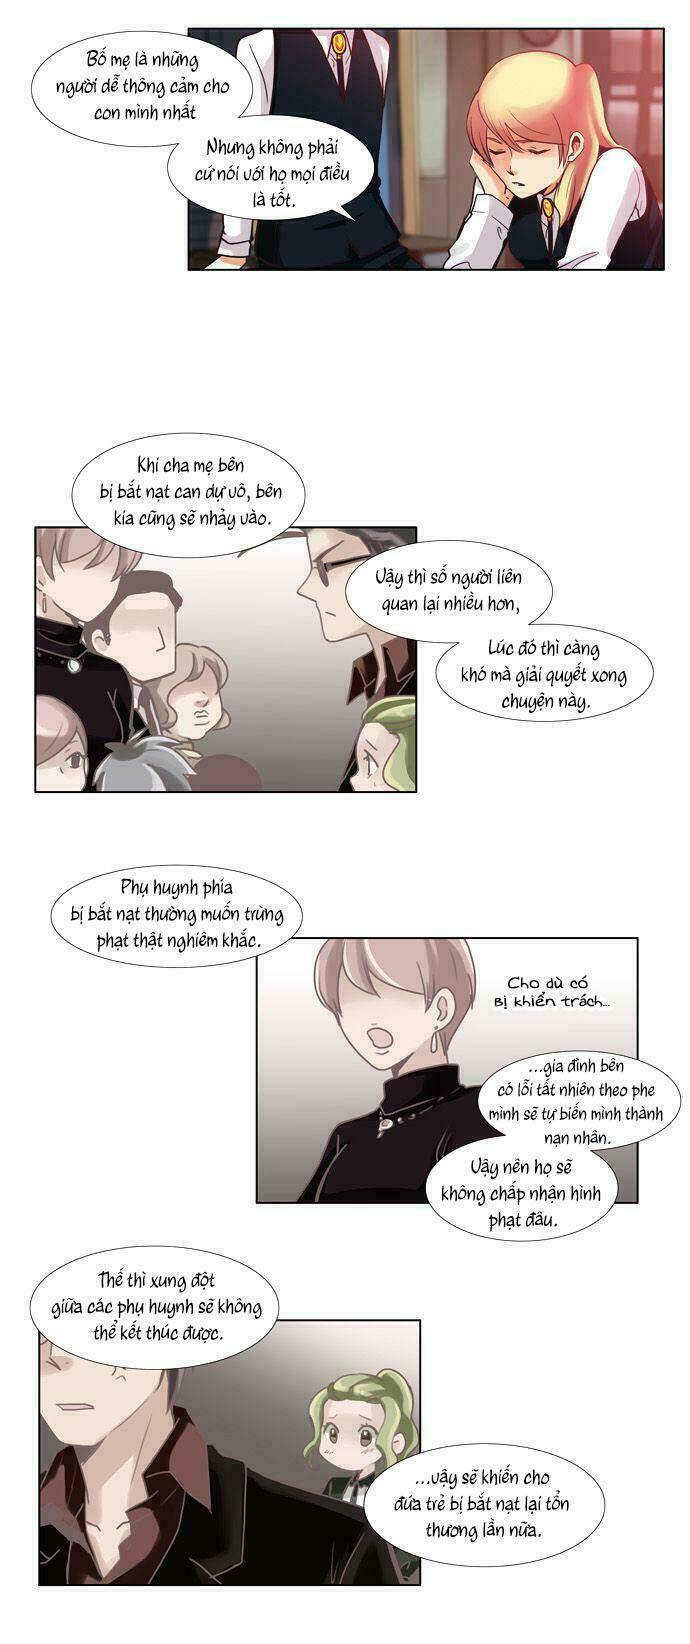 Bố mẹ là những
người dễ thông cảm cho
con mình nhất
Nhưng không phải
cứ nói với họ mọi điều
là tốt.
Khi cha mẹ bên
bị bắt nạt can dự vô, bên
kia cũng sẽ nhảy vào.
Vậy thì số người liên
quan lại nhiều hơn,
Lúc đó thì càng
khó mà giải quyết xong
chuyện này.
Phụ huynh phía
bị bắt nạt thường muốn trừng
phạt thật nghiêm khắc.
Cho dù có
bị khiển trách...
...gia đình bên
có lỗi tất nhiên theo phe
mình sẽ tự biến mình thành
nạn nhân.
Vậy nên họ sẽ
không chấp nhận hình
phạt đâu.
Thế thì xung đột
giữa các phụ huynh sẽ không
thể kết thúc được.
...vậy sẽ khiến cho
đứa trẻ bị bắt nạt lại tổn
thương lần nữa.